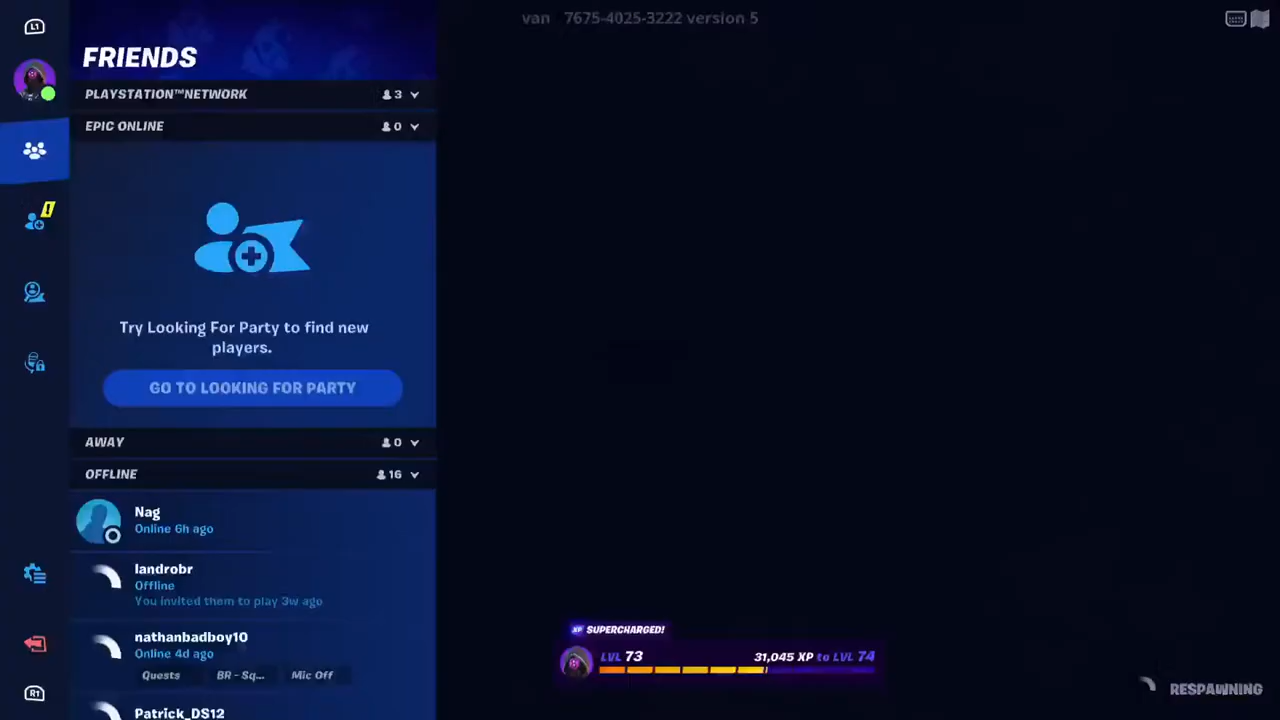 van 7675-4025-3222 version 5
L1
FRIENDS
PLAYSTATION™NETWORK 3
EPIC ONLINE 0
Try Looking For Party to find new
players.
GO TO LOOKING FOR PARTY
AWAY 0
OFFLINE 16
Nag
Online 6h ago
landrobr
Offline
You invited them to play 3w ago
nathanbadboy10
Online 4d ago
Quests BR - Sq... Mic Off
Patrick_DS12
R1
XP SUPERCHARGED!
LVL 73 31,045 XP to LVL 74
RESPAWNING